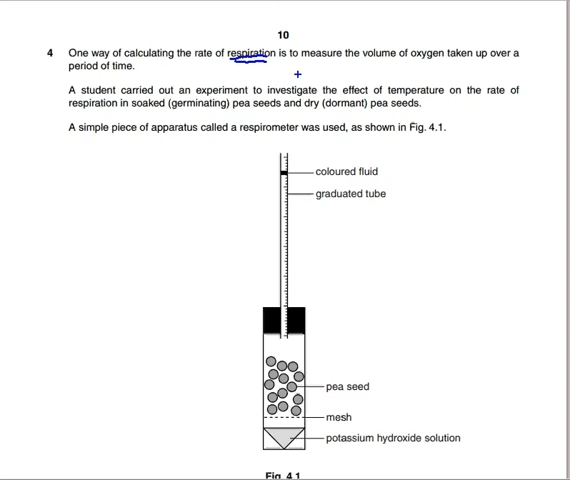 10
4 One way of calculating the rate of respiration is to measure the volume of oxygen taken up over a
period of time.
A student carried out an experiment to investigate the effect of temperature on the rate of
respiration in soaked (germinating) pea seeds and dry (dormant) pea seeds.
A simple piece of apparatus called a respirometer was used, as shown in Fig. 4.1.
coloured fluid
graduated tube
pea seed
mesh
potassium hydroxide solution
Fig. 4.1